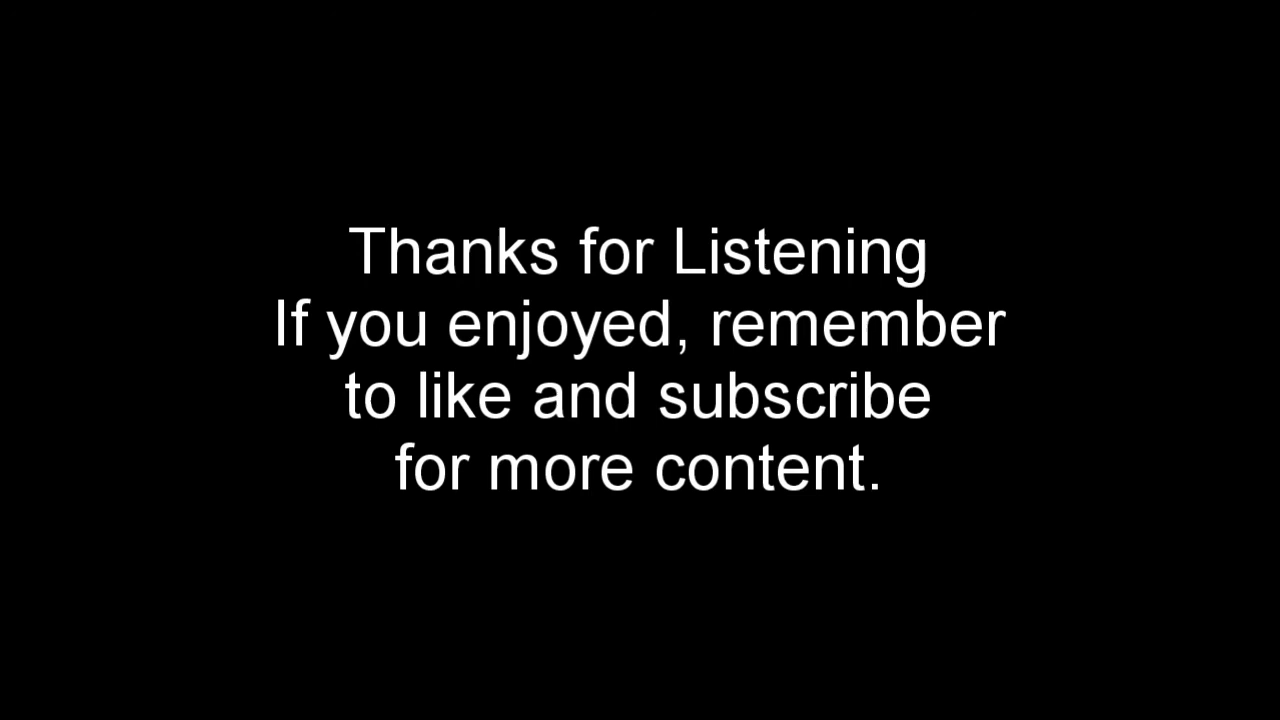 Thanks for Listening
If you enjoyed, remember
to like and subscribe
for more content.